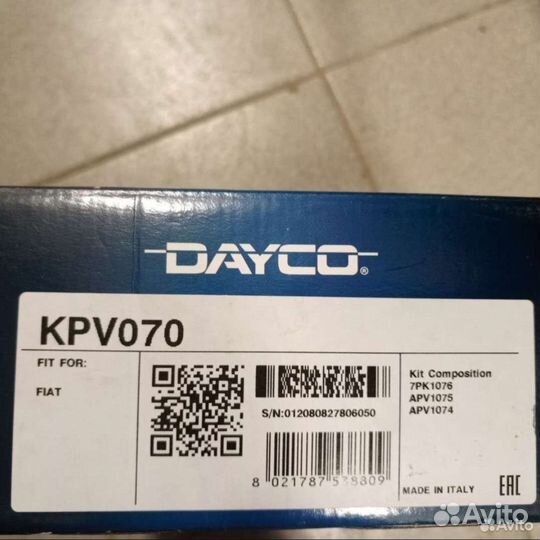 DAYCO®
KPV070
FIT FOR:
FIAT
S/N:012080827806050
8 021787 538809
Kit Composition
7PK1076
APV1075
APV1074
MADE IN ITALY
EAC
Avito
Avito